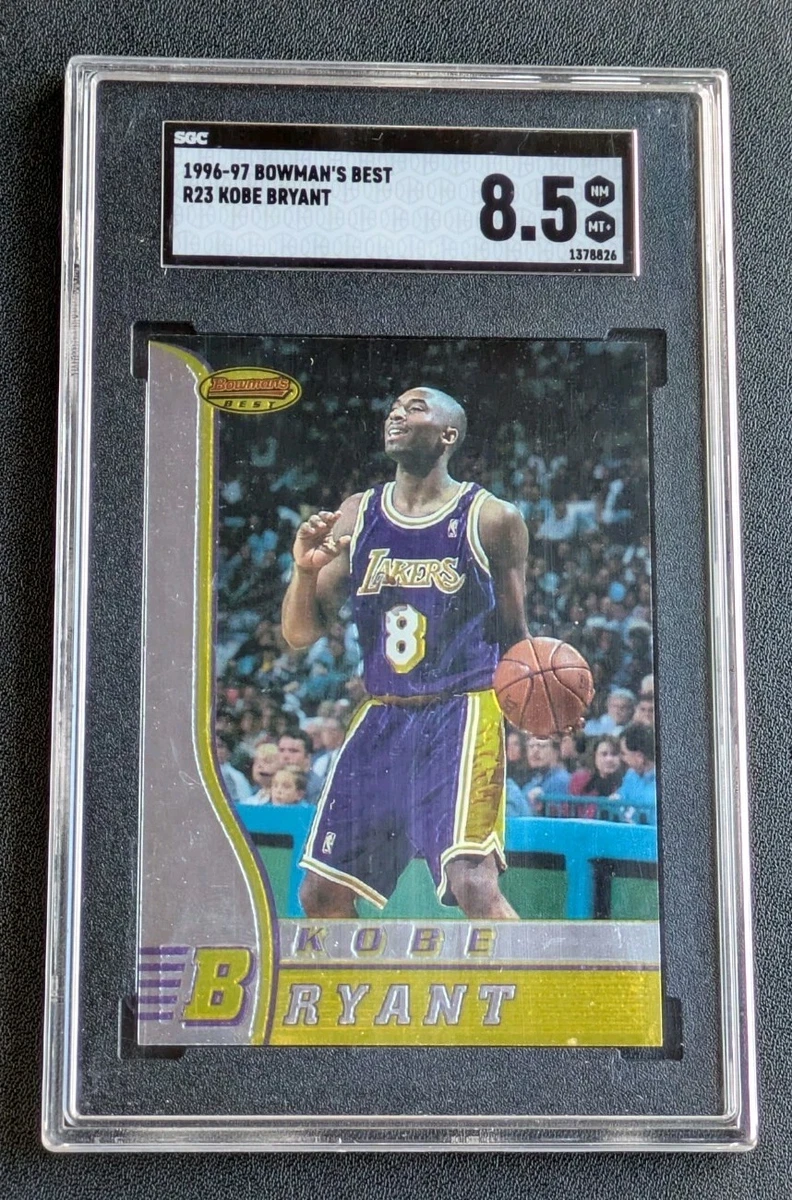 SGC
1996-97 BOWMAN'S BEST
R23 KOBE BRYANT
8.5
NM
MT+
1378826
Bowman's
BEST
LAKERS
8
KOBE
B RYANT